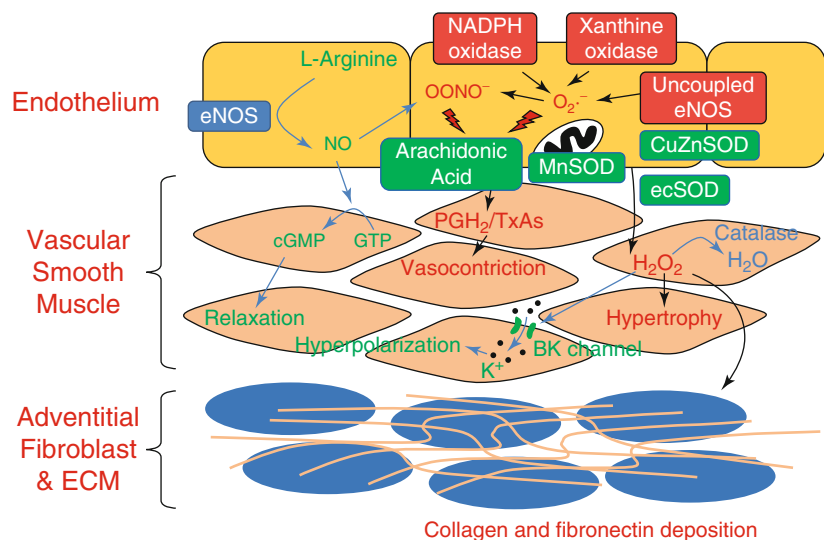 NADPH
oxidase
Xanthine
oxidase
L-Arginine
Endothelium
OONO⁻
O₂·⁻
Uncoupled
eNOS
eNOS
NO
Arachidonic
Acid
MnSOD
CuZnSOD
ecSOD
Vascular
Smooth
Muscle
cGMP
GTP
PGH₂/TxAs
Vasocontriction
Catalase
H₂O₂
H₂O
Relaxation
Hypertrophy
Hyperpolarization
BK channel
K⁺
Adventitial
Fibroblast
& ECM
Collagen and fibronectin deposition